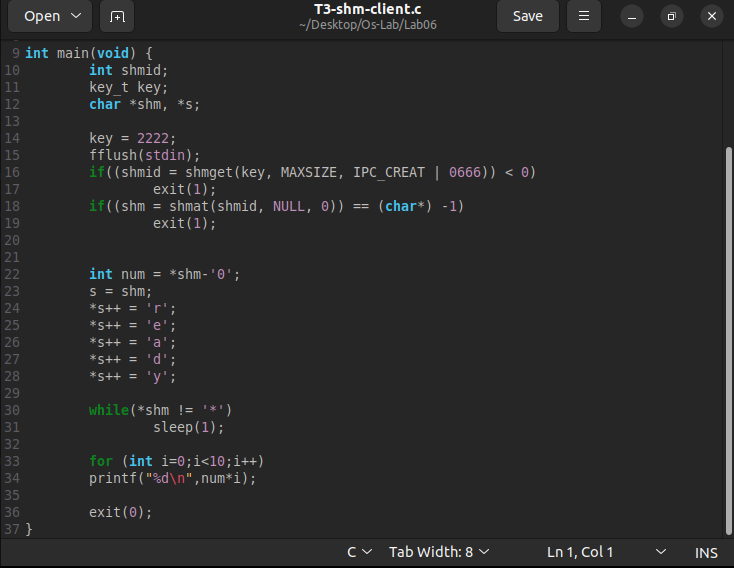 Open
T3-shm-client.c
~/Desktop/Os-Lab/Lab06
Save
9 int main(void) {
10         int shmid;
11         key_t key;
12         char *shm, *s;
13
14         key = 2222;
15         fflush(stdin);
16         if((shmid = shmget(key, MAXSIZE, IPC_CREAT | 0666)) < 0)
17                 exit(1);
18         if((shm = shmat(shmid, NULL, 0)) == (char*) -1)
19                 exit(1);
20
21
22         int num = *shm-'0';
23         s = shm;
24         *s++ = 'r';
25         *s++ = 'e';
26         *s++ = 'a';
27         *s++ = 'd';
28         *s++ = 'y';
29
30         while(*shm != '*')
31                 sleep(1);
32
33         for (int i=0;i<10;i++)
34         printf("%d\n",num*i);
35
36         exit(0);
37 }
C Tab Width: 8 Ln 1, Col 1 INS